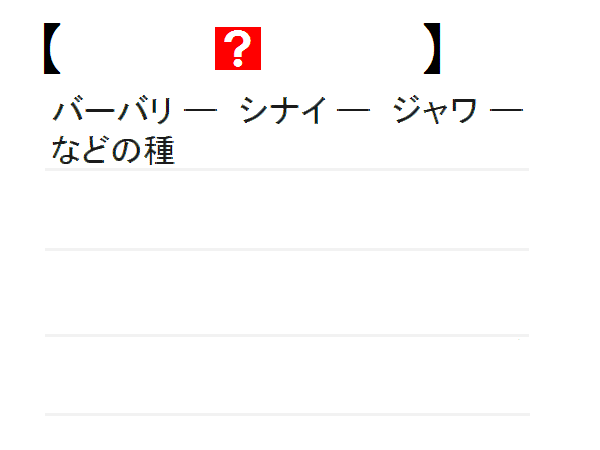 【 ? 】
バーバリ ― シナイ ― ジャワ ―
などの種